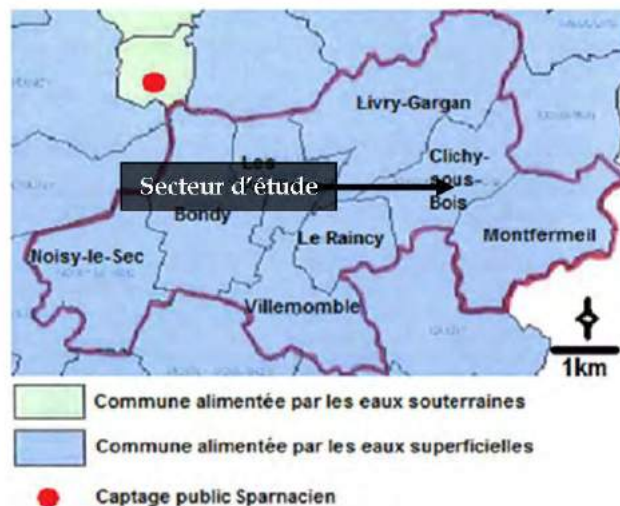 Livry-Gargan
Les
Clichy-
sous-
Bois
Secteur d'étude
Bondy
Le Raincy
Montfermeil
Noisy-le-Sec
Villemomble
1km
Commune alimentée par les eaux souterraines
Commune alimentée par les eaux superficielles
Captage public Sparnacien